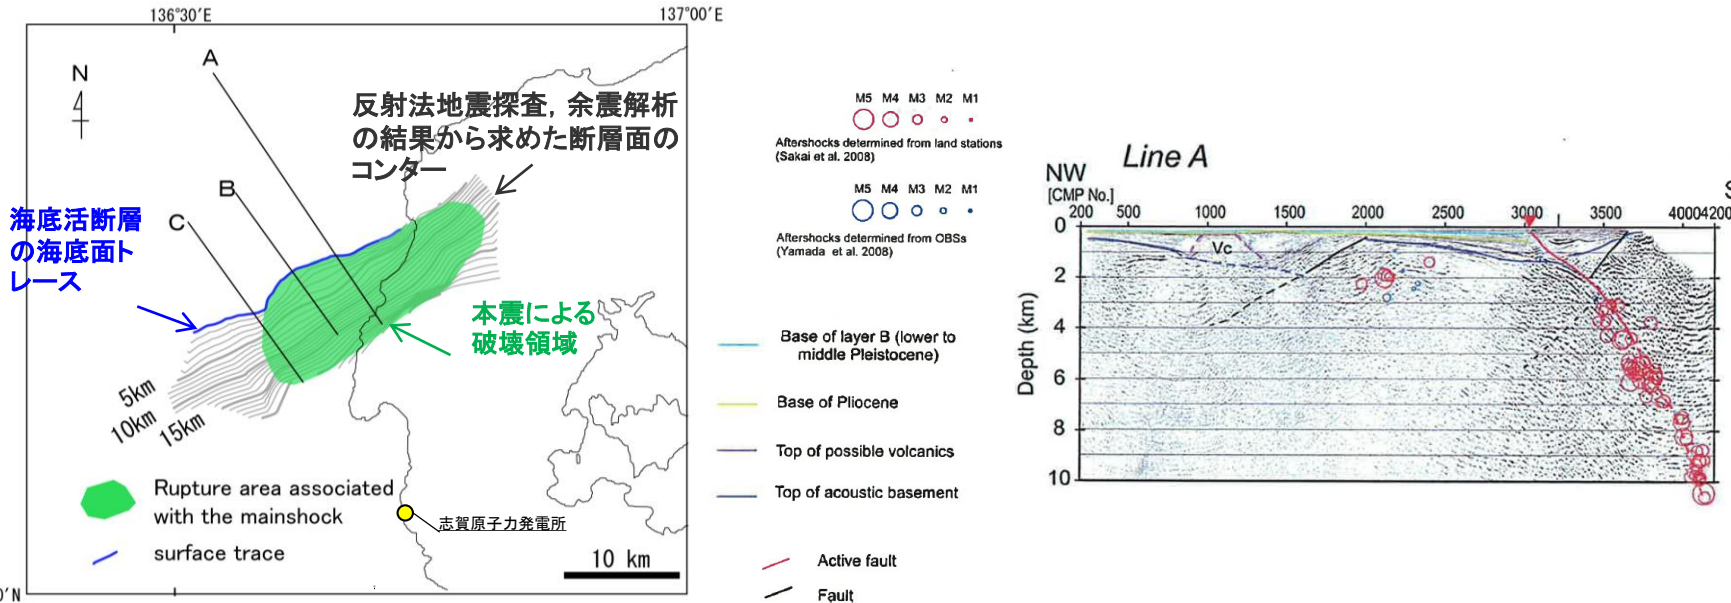 136°30′E
137°00′E
A
N
反射法地震探査，余震解析
の結果から求めた断層面の
コンター
B
C
海底活断層
の海底面ト
レース
本震による
破壊領域
5km
10km
15km
Rupture area associated
with the mainshock
surface trace
志賀原子力発電所
10 km
0′N
M5 M4 M3 M2 M1
Aftershocks determined from land stations
(Sakai et al. 2008)
M5 M4 M3 M2 M1
Aftershocks determined from OBSs
(Yamada et al. 2008)
Base of layer B (lower to
middle Pleistocene)
Base of Pliocene
Top of possible volcanics
Top of acoustic basement
Active fault
Fault
Line A
NW
S
[CMP No.]
200 500 1000 1500 2000 2500 3000 3500 4000 4200
Vc
Depth (km)
0
2
4
6
8
10